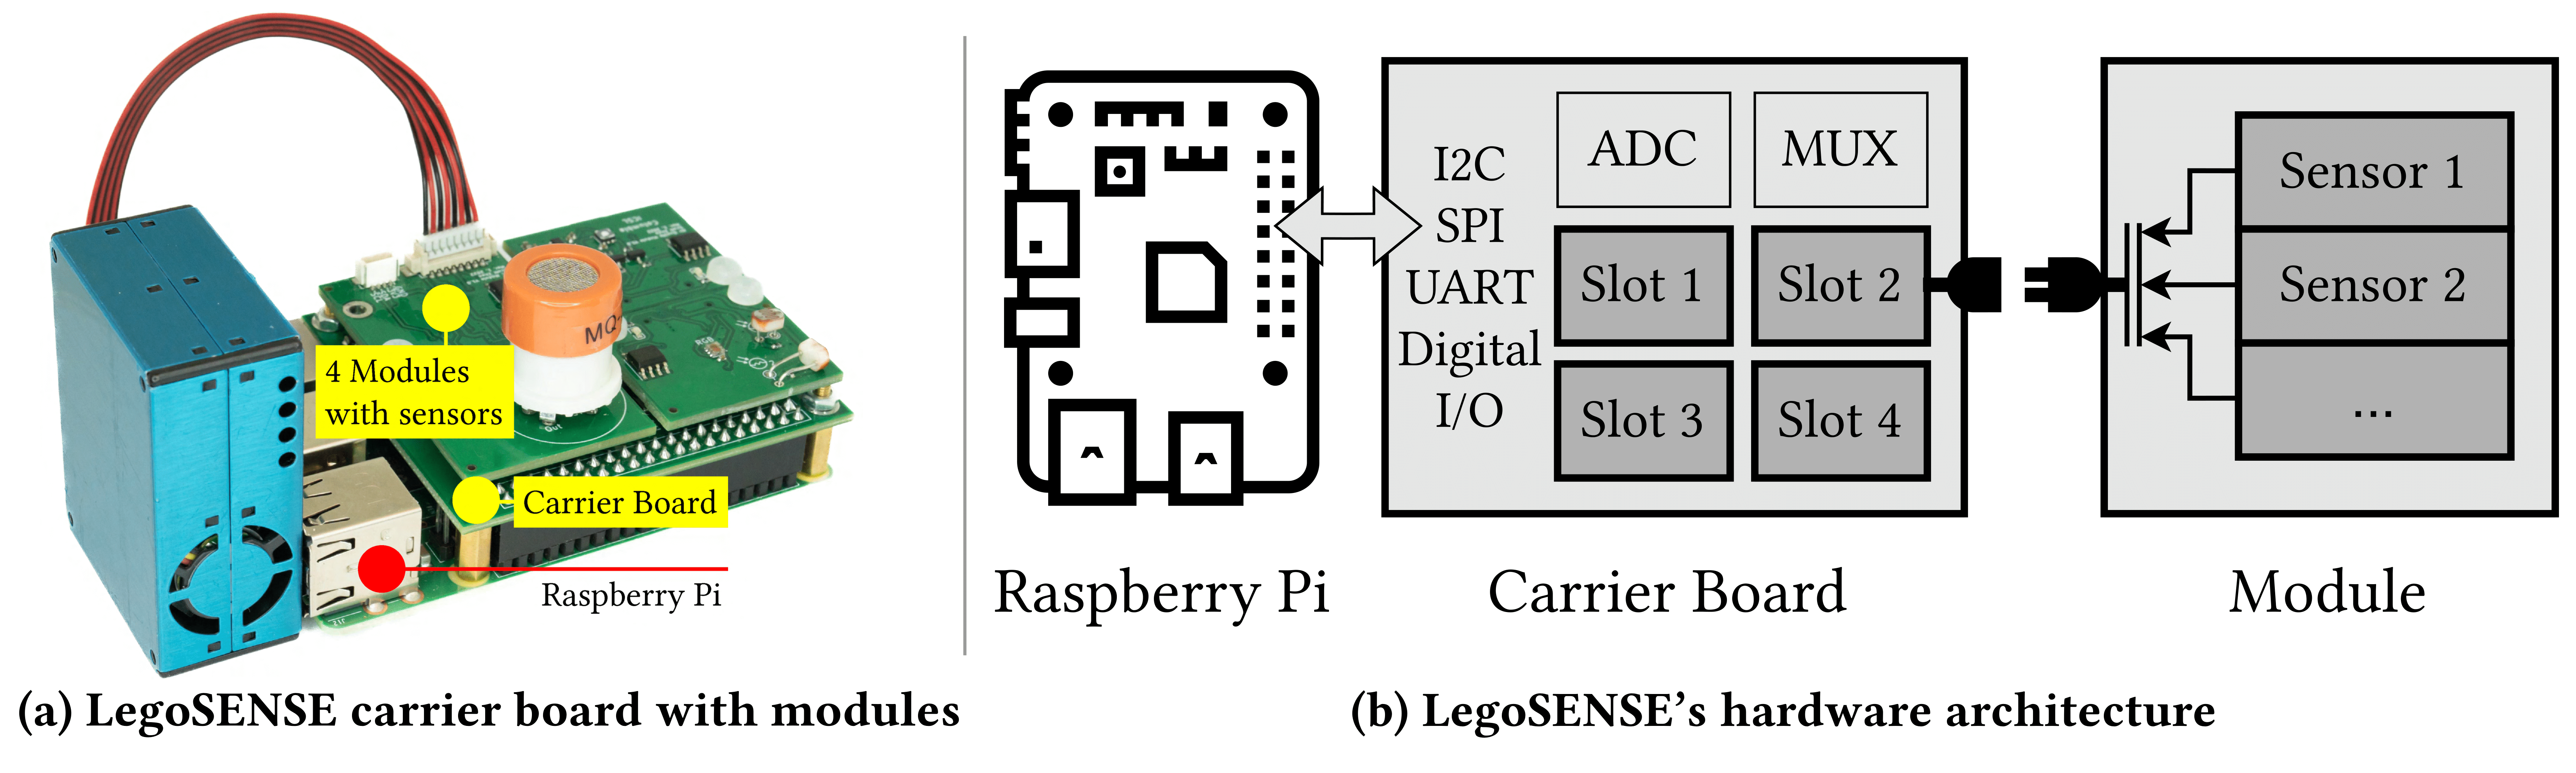 4 Modules
with sensors
Carrier Board
Raspberry Pi
MQ-
RGB
(a) LegoSENSE carrier board with modules
I2C
SPI
UART
Digital
I/O
ADC
MUX
Slot 1
Slot 2
Slot 3
Slot 4
Sensor 1
Sensor 2
...
Raspberry Pi
Carrier Board
Module
(b) LegoSENSE’s hardware architecture